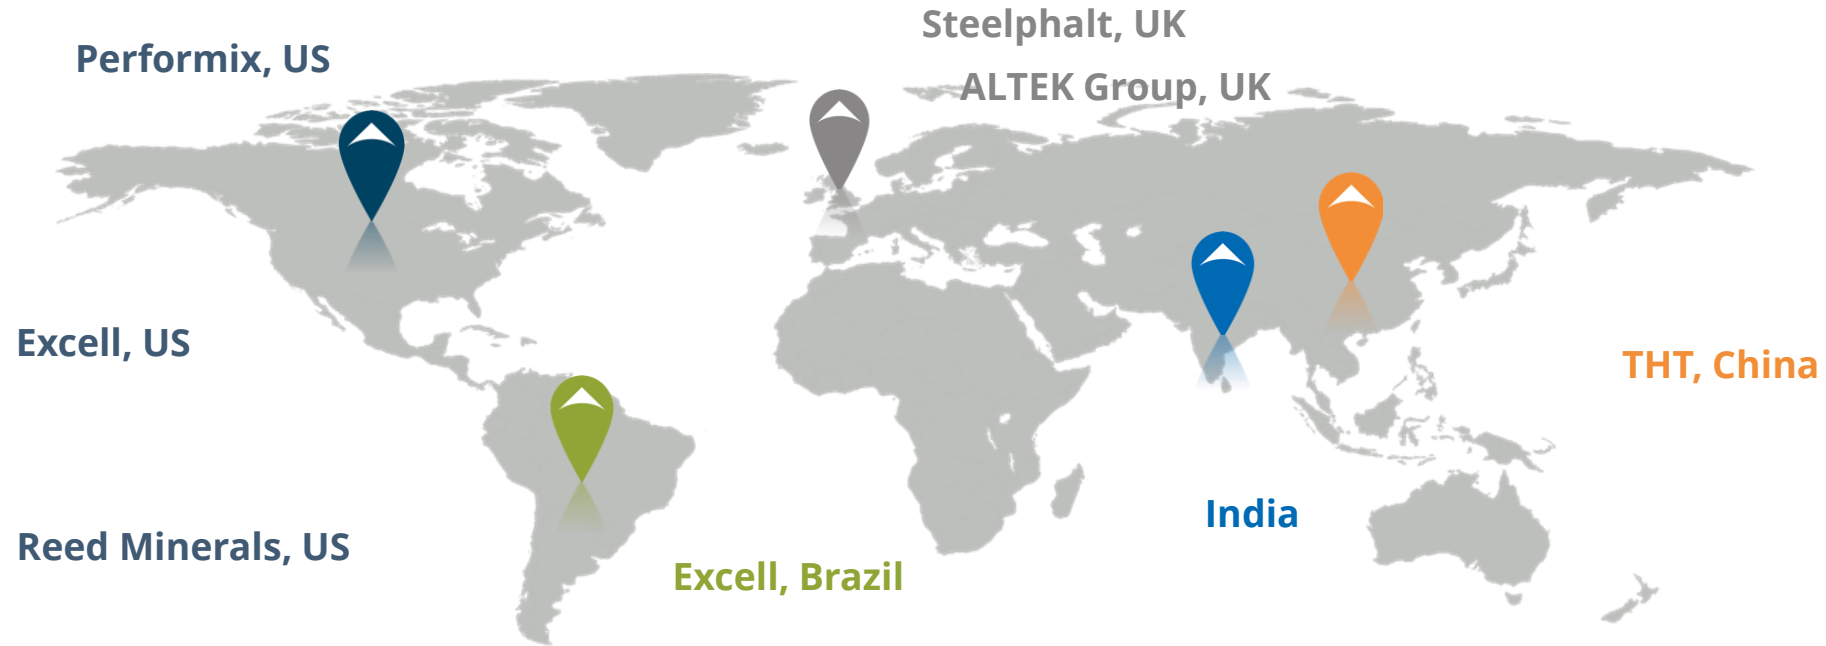 Steelphalt, UK
Performix, US
ALTEK Group, UK
Excell, US
THT, China
India
Reed Minerals, US
Excell, Brazil